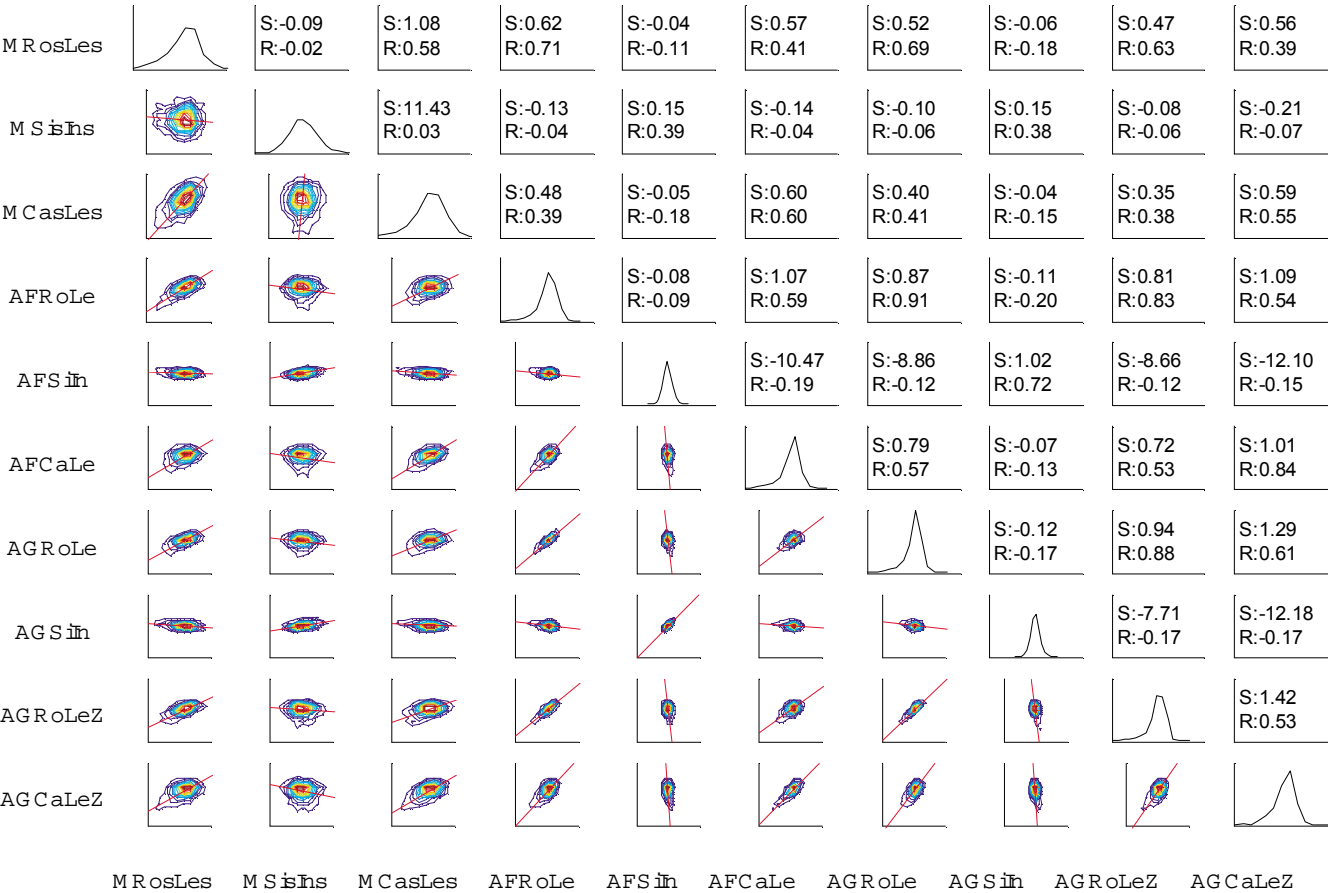 MRosLes S:-0.09 S:1.08 S:0.62 S:-0.04 S:0.57 S:0.52 S:-0.06 S:0.47 S:0.56
R:-0.02 R:0.58 R:0.71 R:-0.11 R:0.41 R:0.69 R:-0.18 R:0.63 R:0.39
MSisIns S:11.43 S:-0.13 S:0.15 S:-0.14 S:-0.10 S:0.15 S:-0.08 S:-0.21
R:0.03 R:-0.04 R:0.39 R:-0.04 R:-0.06 R:0.38 R:-0.06 R:-0.07
MCasLes S:0.48 S:-0.05 S:0.60 S:0.40 S:-0.04 S:0.35 S:0.59
R:0.39 R:-0.18 R:0.60 R:0.41 R:-0.15 R:0.38 R:0.55
AFRoLe S:-0.08 S:1.07 S:0.87 S:-0.11 S:0.81 S:1.09
R:-0.09 R:0.59 R:0.91 R:-0.20 R:0.83 R:0.54
AFSiIn S:-10.47 S:-8.86 S:1.02 S:-8.66 S:-12.10
R:-0.19 R:-0.12 R:0.72 R:-0.12 R:-0.15
AFCaLe S:0.79 S:-0.07 S:0.72 S:1.01
R:0.57 R:-0.13 R:0.53 R:0.84
AGRoLe S:-0.12 S:0.94 S:1.29
R:-0.17 R:0.88 R:0.61
AGSiIn S:-7.71 S:-12.18
R:-0.17 R:-0.17
AGRoLeZ S:1.42
R:0.53
AGCaLeZ
MRosLes MSisIns MCasLes AFRoLe AFSiIn AFCaLe AGRoLe AGSiIn AGRoLeZ AGCaLeZ